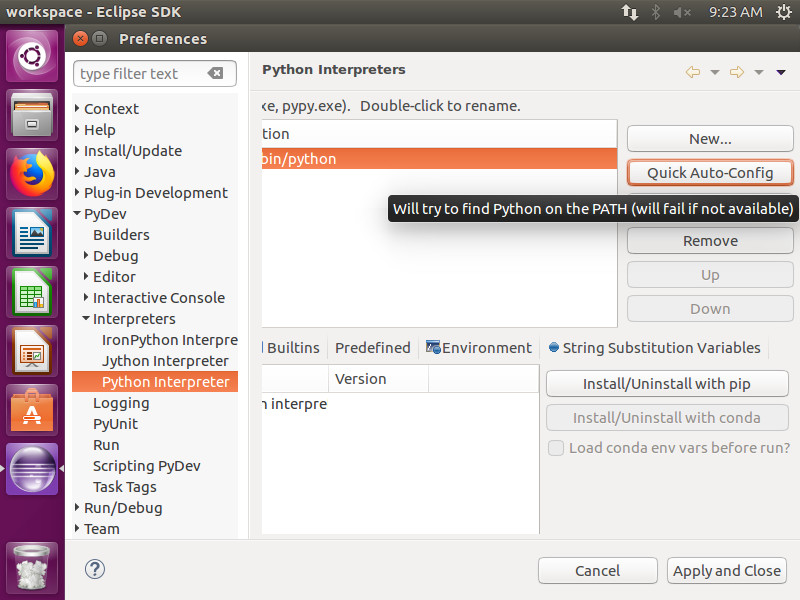 workspace - Eclipse SDK
9:23 AM
Preferences
type filter text
Python Interpreters
Context
Help
Install/Update
Java
Plug-in Development
PyDev
Builders
Debug
Editor
Interactive Console
Interpreters
IronPython Interpre
Jython Interpreter
Python Interpreter
Logging
PyUnit
Run
Scripting PyDev
Task Tags
Run/Debug
Team
xe, pypy.exe). Double-click to rename.
tion
bin/python
New...
Quick Auto-Config
Will try to find Python on the PATH (will fail if not available)
Remove
Up
Down
Builtins
Predefined
Environment
String Substitution Variables
Version
n interpre
Install/Uninstall with pip
Install/Uninstall with conda
Load conda env vars before run?
Cancel
Apply and Close